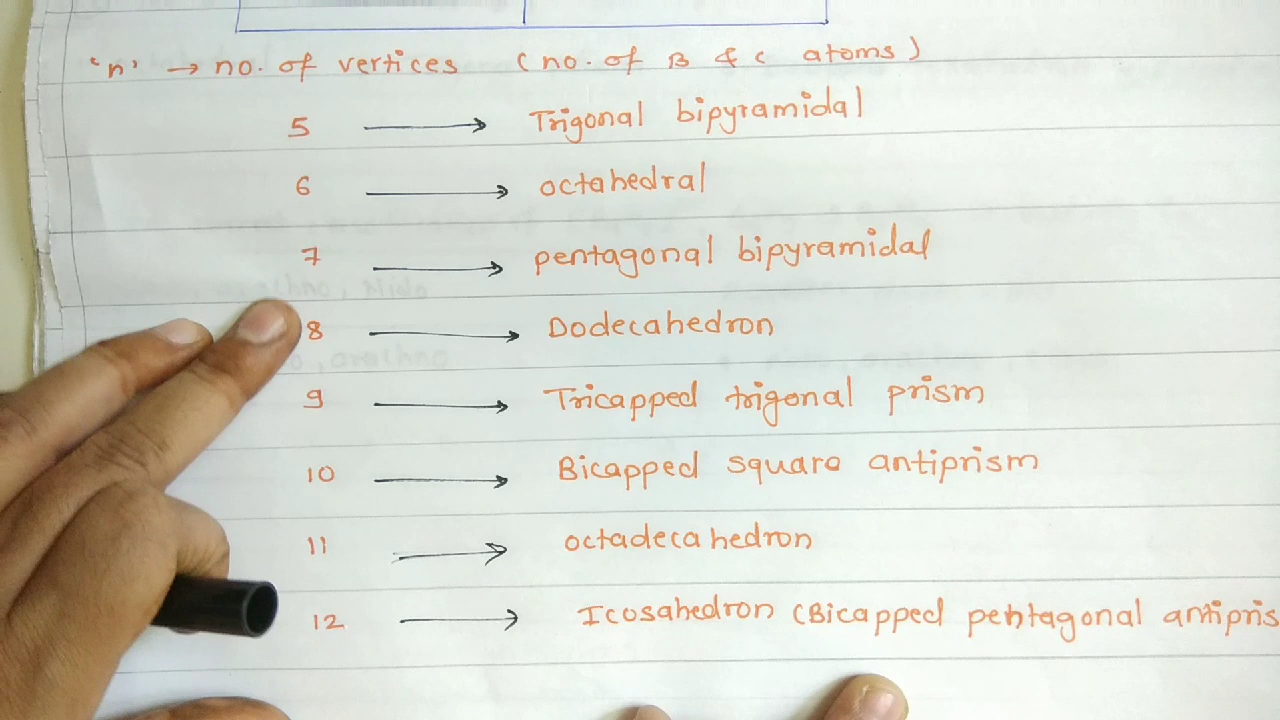 'n' → no. of vertices (no. of B & C atoms)
5 → Trigonal bipyramidal
6 → octahedral
7 → pentagonal bipyramidal
8 → Dodecahedron
9 → Tricapped trigonal prism
10 → Bicapped square antiprism
11 → octadecahedron
12 → Icosahedron (Bicapped pentagonal antipris